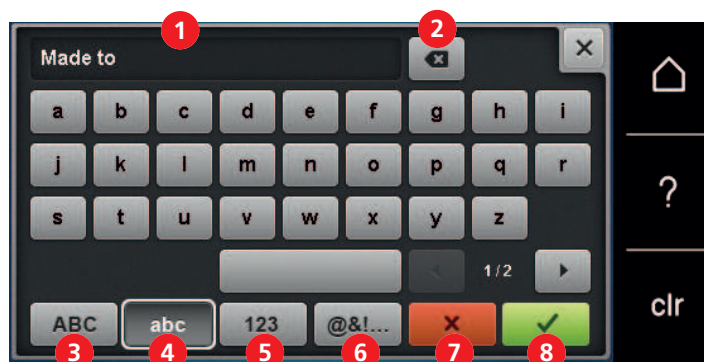 1
2
Made to
a b c d e f g h i
j k l m n o p q r
?
s t u v w x y z
1/2
clr
ABC abc 123 @&!...
3 4 5 6 7 8